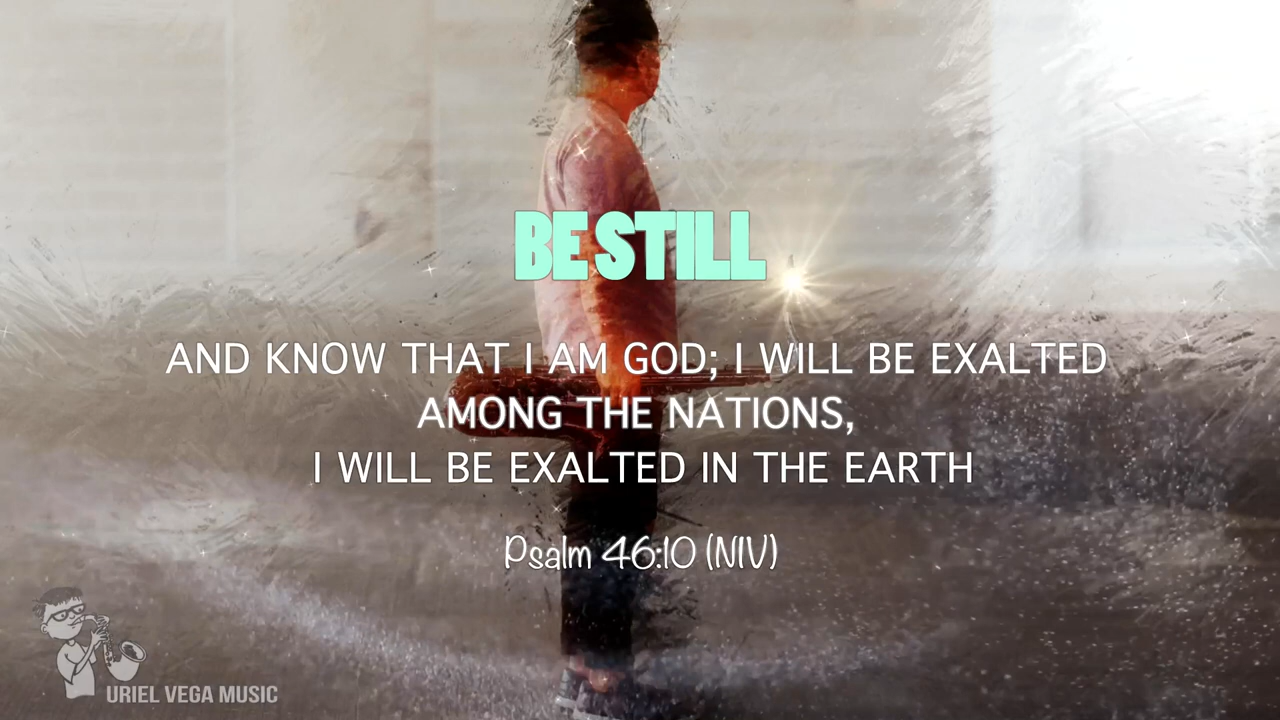 BE STILL
AND KNOW THAT I AM GOD; I WILL BE EXALTED
AMONG THE NATIONS,
I WILL BE EXALTED IN THE EARTH
Psalm 46:10 (NIV)
URIEL VEGA MUSIC